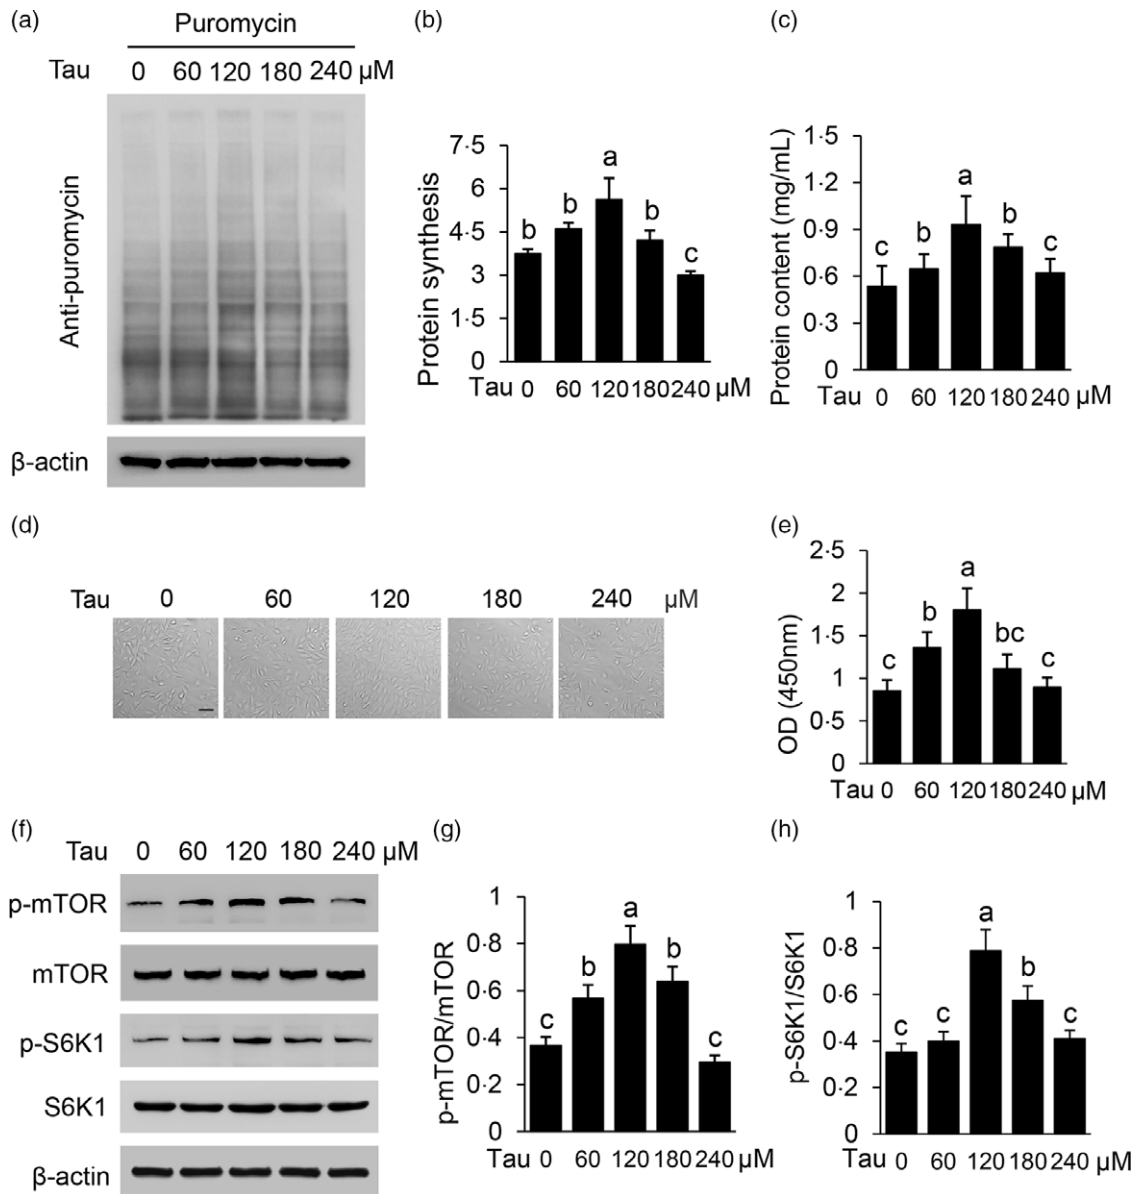 (a)
Puromycin
Tau 0 60 120 180 240 µM
Anti-puromycin
β-actin
(b)
Protein synthesis
7·5
6
4·5
3
1·5
0
b b a b c
Tau 0 60 120 180 240
(c)
Protein content (mg/mL)
1·5
1·2
0·9
0·6
0·3
0
c b a b c
Tau 0 60 120 180 240 µM
(d)
Tau 0 60 120 180 240 µM
(e)
OD (450nm)
2·5
2
1·5
1
0·5
0
c b a bc c
Tau 0 60 120 180 240 µM
(f)
Tau 0 60 120 180 240 µM
p-mTOR
mTOR
p-S6K1
S6K1
β-actin
(g)
p-mTOR/mTOR
1
0·8
0·6
0·4
0·2
0
c b a b c
Tau 0 60 120 180 240 µM
(h)
p-S6K1/S6K1
1
0·8
0·6
0·4
0·2
0
c c a b c
Tau 0 60 120 180 240 µM